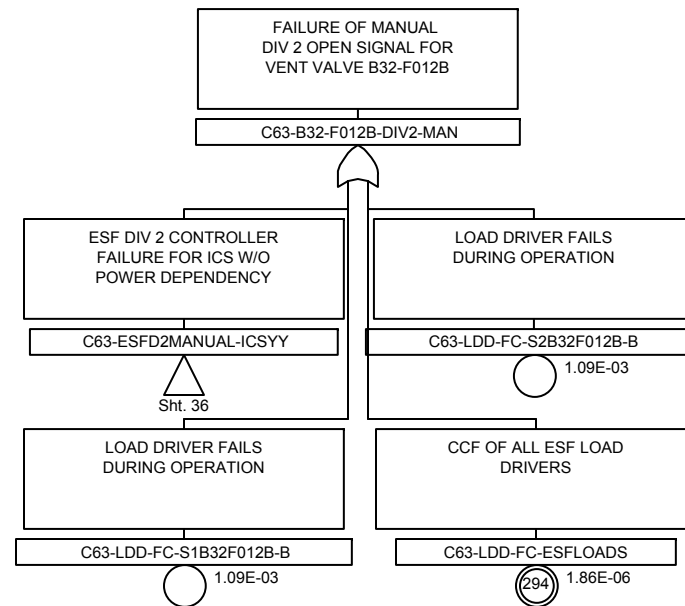 FAILURE OF MANUAL
DIV 2 OPEN SIGNAL FOR
VENT VALVE B32-F012B
C63-B32-F012B-DIV2-MAN
ESF DIV 2 CONTROLLER
FAILURE FOR ICS W/O
POWER DEPENDENCY
C63-ESFD2MANUAL-ICSYY
Sht. 36
LOAD DRIVER FAILS
DURING OPERATION
C63-LDD-FC-S2B32F012B-B
1.09E-03
LOAD DRIVER FAILS
DURING OPERATION
C63-LDD-FC-S1B32F012B-B
1.09E-03
CCF OF ALL ESF LOAD
DRIVERS
C63-LDD-FC-ESFLOADS
294
1.86E-06